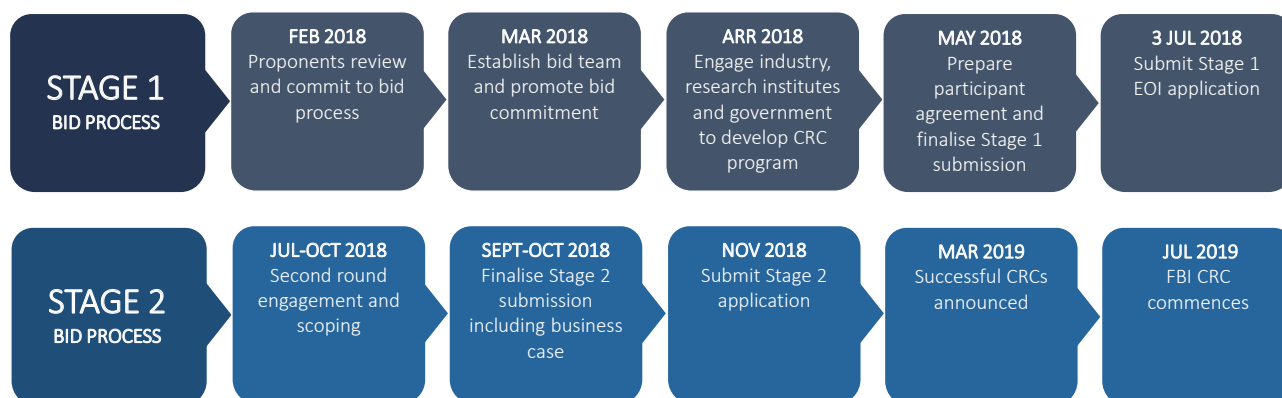 STAGE 1
BID PROCESS
FEB 2018
Proponents review
and commit to bid
process
MAR 2018
Establish bid team
and promote bid
commitment
ARR 2018
Engage industry,
research institutes
and government
to develop CRC
program
MAY 2018
Prepare
participant
agreement and
finalise Stage 1
submission
3 JUL 2018
Submit Stage 1
EOI application
STAGE 2
BID PROCESS
JUL-OCT 2018
Second round
engagement and
scoping
SEPT-OCT 2018
Finalise Stage 2
submission
including business
case
NOV 2018
Submit Stage 2
application
MAR 2019
Successful CRCs
announced
JUL 2019
FBI CRC
commences